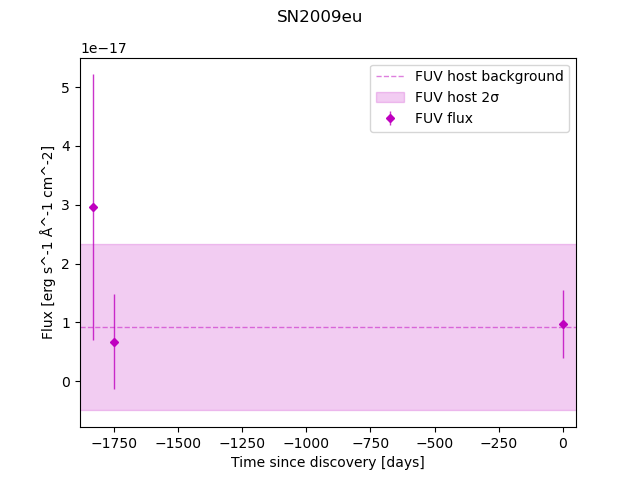 SN2009eu
1e−17
FUV host background
FUV host 2σ
FUV flux
5
4
3
2
1
0
Flux [erg s^-1 Å^-1 cm^-2]
−1750
−1500
−1250
−1000
−750
−500
−250
0
Time since discovery [days]